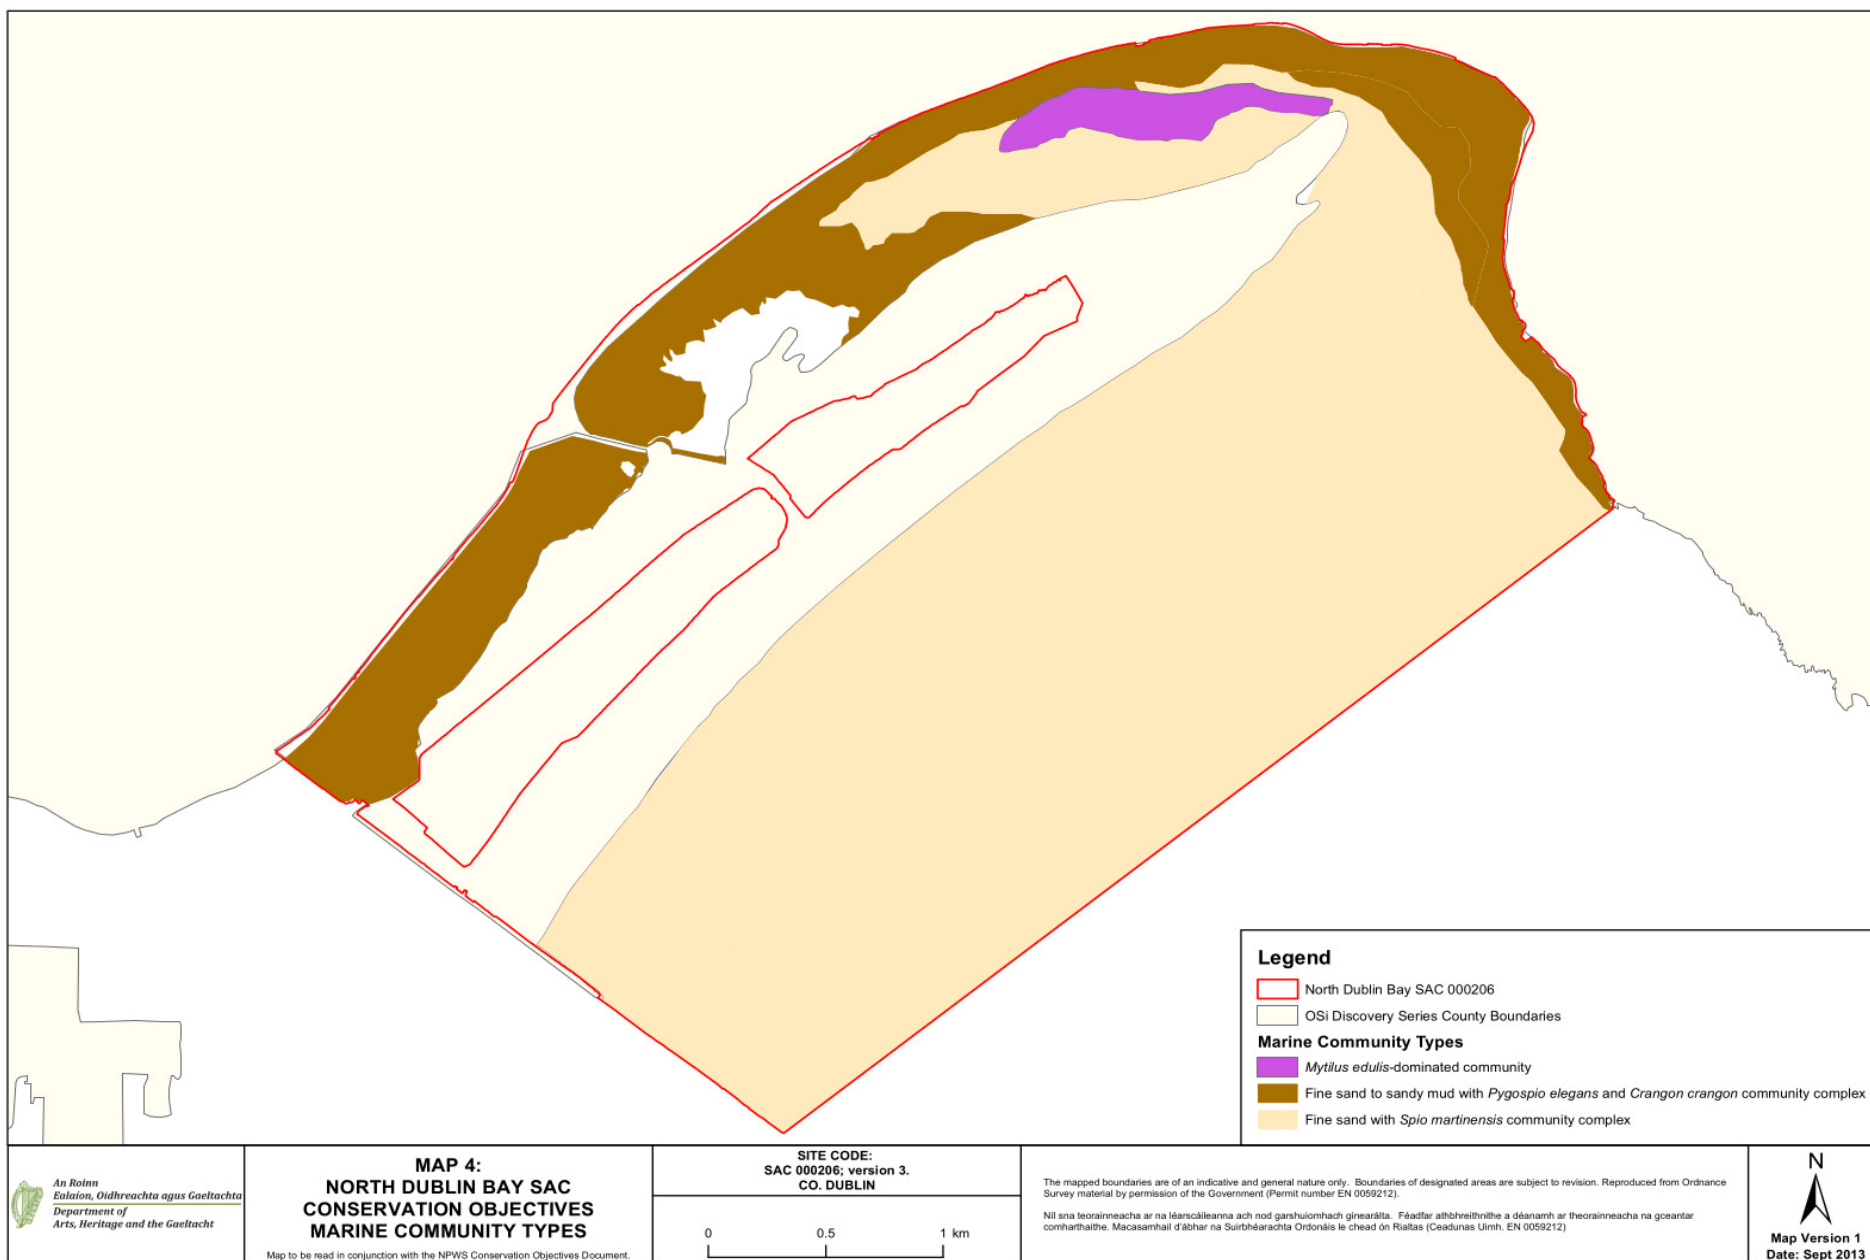 Legend
North Dublin Bay SAC 000206
OSi Discovery Series County Boundaries
Marine Community Types
Mytilus edulis-dominated community
Fine sand to sandy mud with Pygospio elegans and Crangon crangon community complex
Fine sand with Spio martinensis community complex
An Roinn
Ealaíon, Oidhreachta agus Gaeltachta
Department of
Arts, Heritage and the Gaeltacht
MAP 4:
NORTH DUBLIN BAY SAC
CONSERVATION OBJECTIVES
MARINE COMMUNITY TYPES
Map to be read in conjunction with the NPWS Conservation Objectives Document.
SITE CODE:
SAC 000206; version 3.
CO. DUBLIN
0 0.5 1 km
The mapped boundaries are of an indicative and general nature only. Boundaries of designated areas are subject to revision. Reproduced from Ordnance
Survey material by permission of the Government (Permit number EN 0059212).
Níl sna teorainneacha ar na léarscáileanna ach nod garshuiomhach ginearálta. Féadfar athbhreithnithe a déanamh ar theorainneacha na gceantar
comharthaithe. Macasamhail d'ábhar na Suirbhéarachta Ordonáis le chead ón Rialtas (Ceadunas Uimh. EN 0059212)
N
Map Version 1
Date: Sept 2013